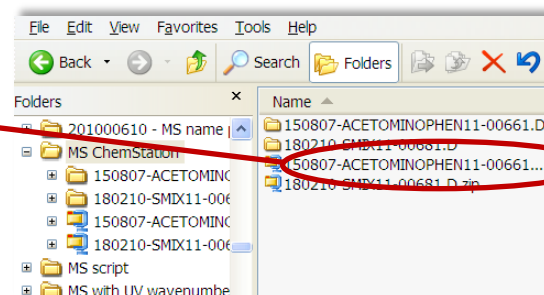 File Edit View Favorites Tools Help
Back Search Folders
Folders × Name
201000610 - MS name
150807-ACETOMINOPHEN11-00661.D
MS ChemStation
180210-SMIX11-00681.D
150807-ACETOMINO
150807-ACETOMINOPHEN11-00661...
180210-SMIX11-006
180210-SMIX11-00681.D.zip
150807-ACETOMINO
180210-SMIX11-006
MS script
MS with UV wavenumbe